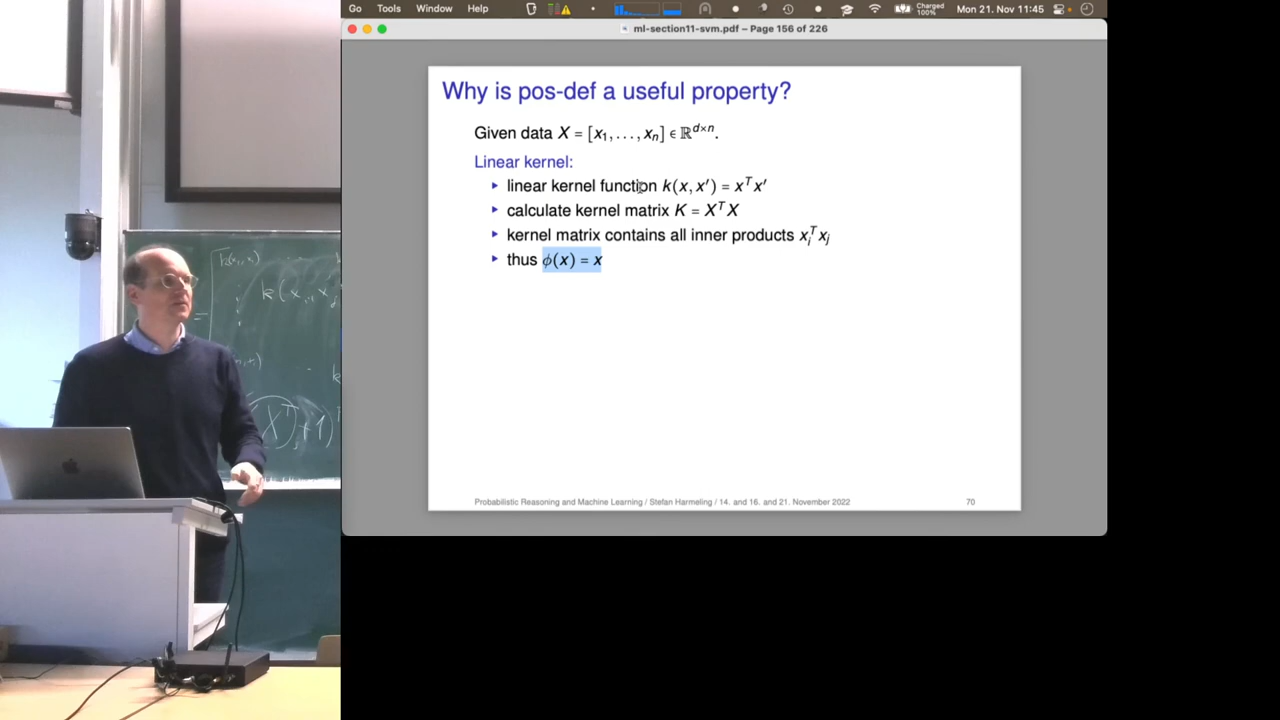 Go Tools Window Help Charged 100% Mon 21. Nov 11:45
ml-section11-svm.pdf – Page 156 of 226
Why is pos-def a useful property?
Given data X = [x₁, . . . , xₙ] ∈ ℝ^{d×n}.
Linear kernel:
▸ linear kernel function k(x, x′) = xᵀx′
▸ calculate kernel matrix K = XᵀX
▸ kernel matrix contains all inner products xᵢᵀxⱼ
▸ thus ϕ(x) = x
Probabilistic Reasoning and Machine Learning / Stefan Harmeling / 14. and 16. and 21. November 2022 70